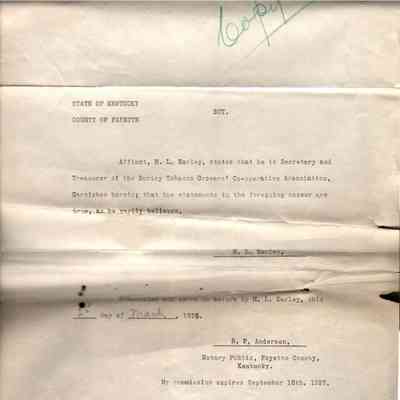 Copy
STATE OF KENTUCKY
SCT.
COUNTY OF FAYETTE
Affiant, H. L. Earley, states that he is Secretary and
Treasurer of the Burley Tobacco Growers' Co-operative Association,
Garnishee herein; that the statements in the foregoing answer are
true, as he verily believes.
H. L. Earley,
Subscribed and sworn to before by H. L. Earley, this
day of March, 192
R. P. Anderson,
Notary Public, Fayette County,
Kentucky.
My commission expires September 18th, 1927.